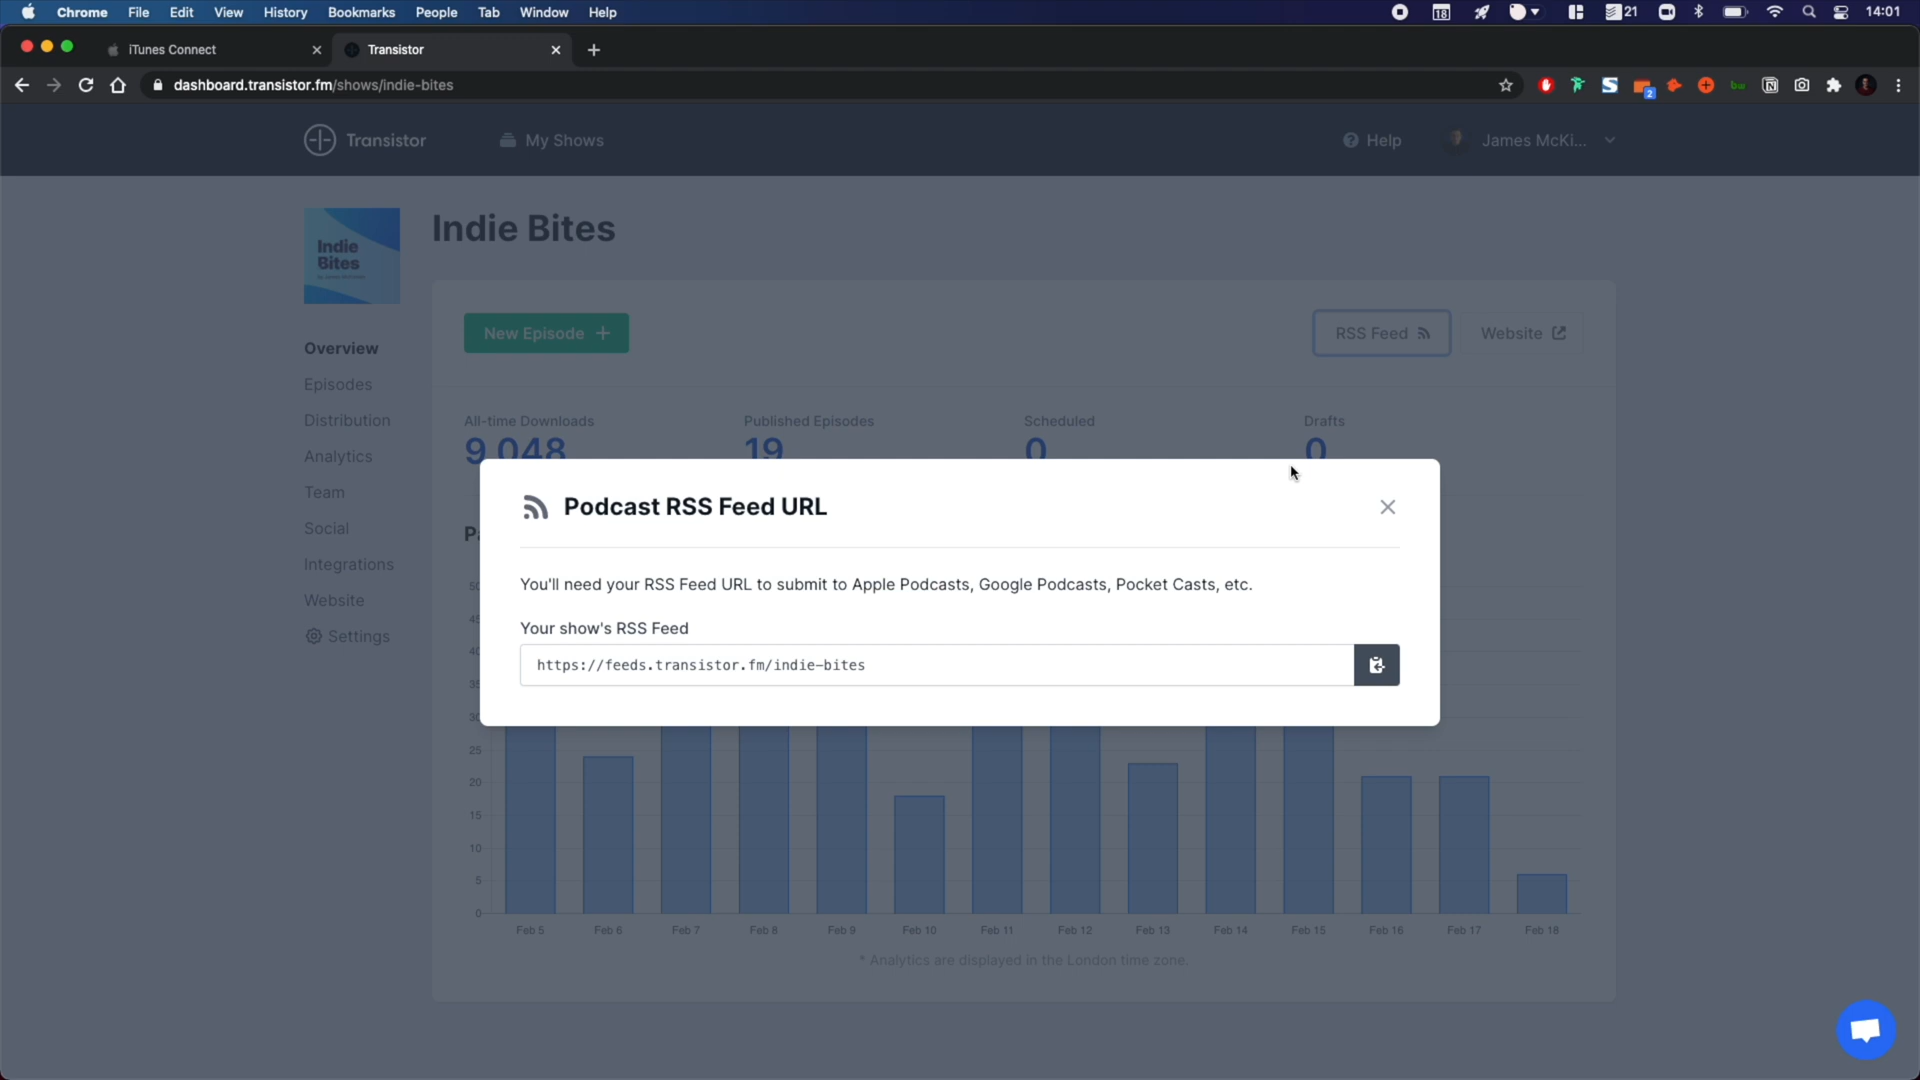 Chrome File Edit View History Bookmarks People Tab Window Help 18 21 14:01
iTunes Connect Transistor
dashboard.transistor.fm/shows/indie-bites 2 bw
Transistor My Shows Help James McKi...
Indie Bites
Indie
Bites
New Episode + RSS Feed Website
Overview
Episodes
Distribution
Analytics
Team
Social
Integrations
Website
Settings
All-time Downloads Published Episodes Scheduled Drafts
9,048 19 0 0
Podcast RSS Feed URL
You'll need your RSS Feed URL to submit to Apple Podcasts, Google Podcasts, Pocket Casts, etc.
Your show's RSS Feed
https://feeds.transistor.fm/indie-bites
25
20
15
10
5
0
Feb 5 Feb 6 Feb 7 Feb 8 Feb 9 Feb 10 Feb 11 Feb 12 Feb 13 Feb 14 Feb 15 Feb 16 Feb 17 Feb 18
* Analytics are displayed in the London time zone.